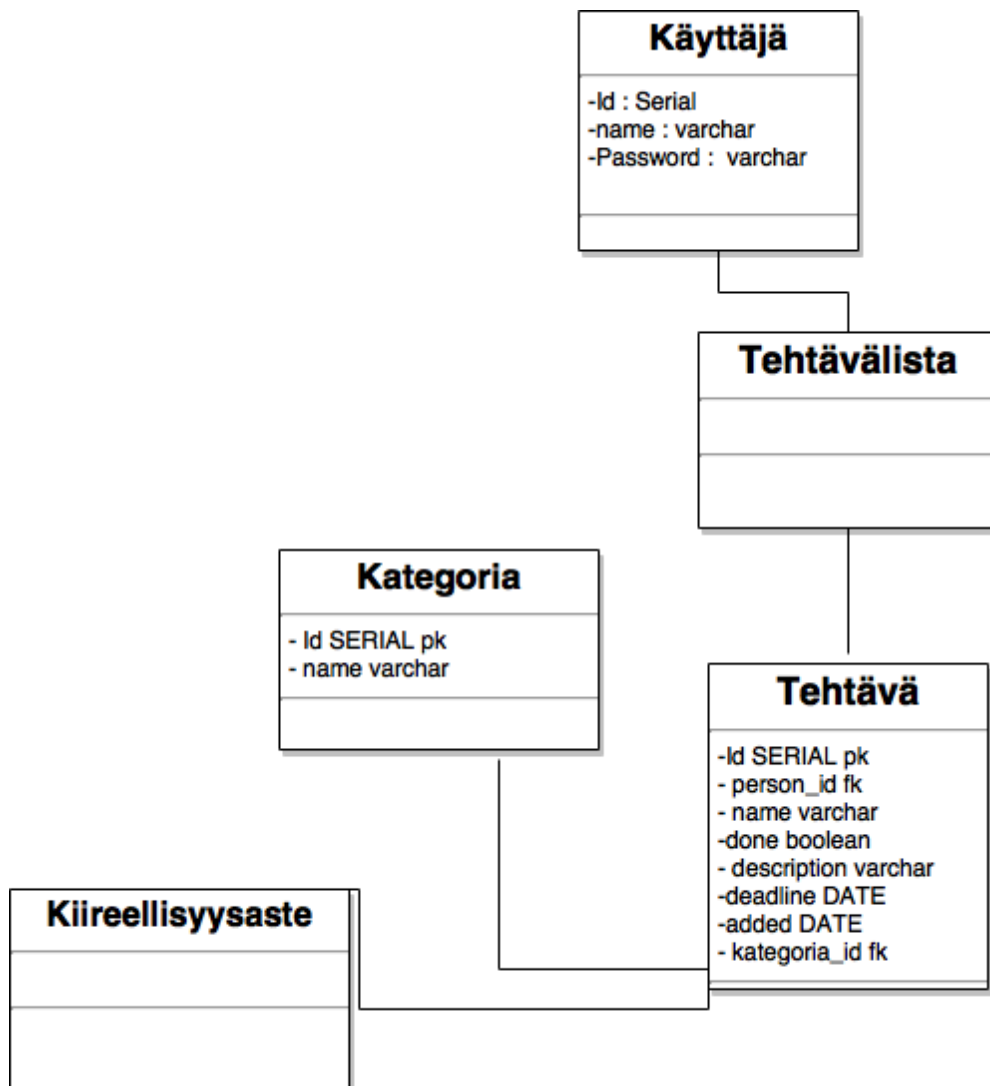 Käyttäjä
-Id : Serial
-name : varchar
-Password : varchar
Tehtävälista
Kategoria
- Id SERIAL pk
- name varchar
Tehtävä
-Id SERIAL pk
- person_id fk
- name varchar
-done boolean
- description varchar
-deadline DATE
-added DATE
- kategoria_id fk
Kiireellisyysaste